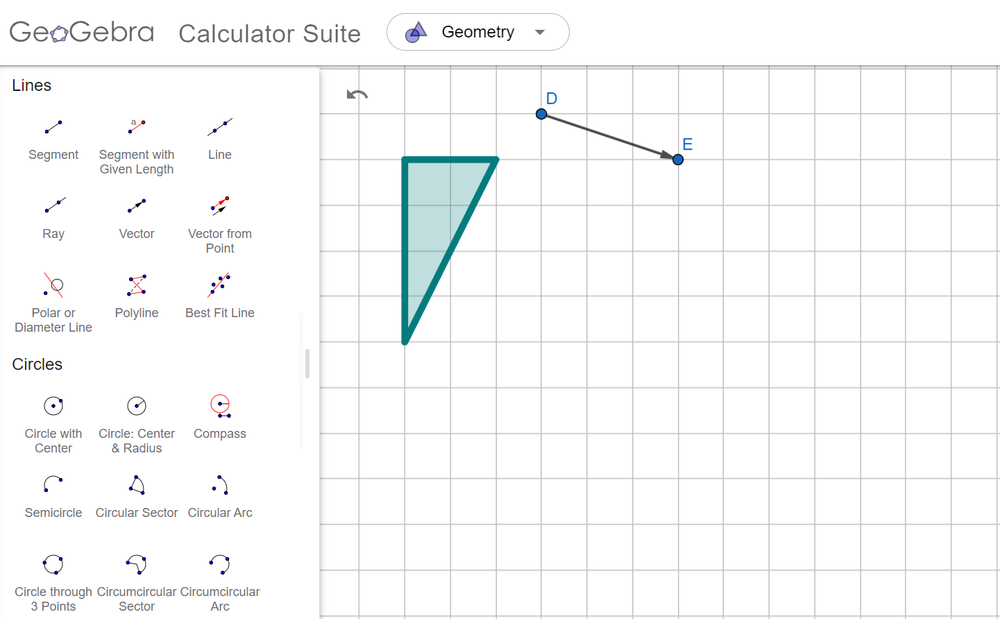 GeoGebra Calculator Suite Geometry
Lines
a
Segment
Segment with
Given Length
Line
Ray
Vector
Vector from
Point
Polar or
Diameter Line
Polyline
Best Fit Line
Circles
Circle with
Center
Circle: Center
& Radius
Compass
Semicircle
Circular Sector
Circular Arc
Circle through
3 Points
Circumcircular
Sector
Circumcircular
Arc
D
E